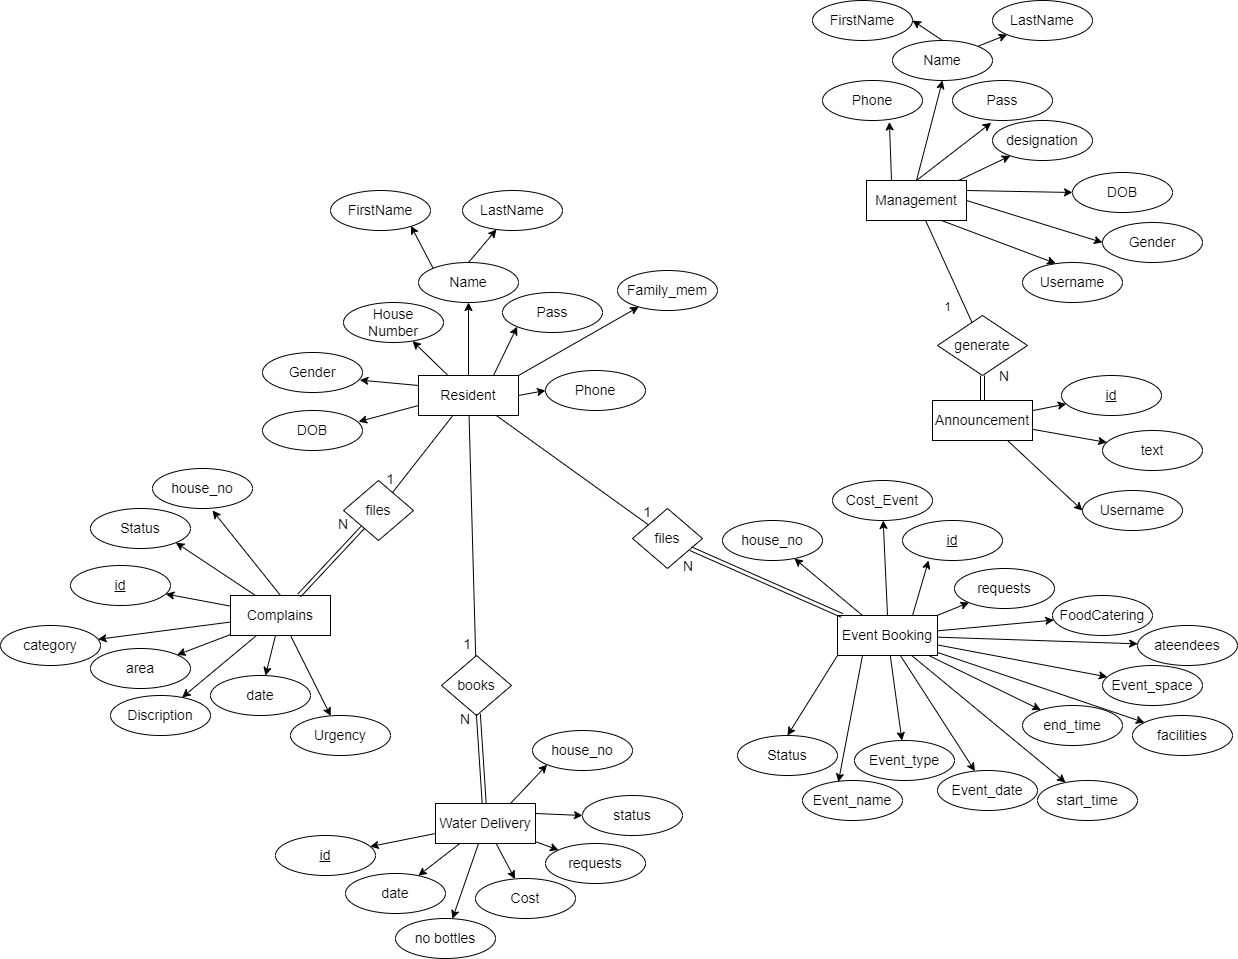 FirstName
LastName
Name
Phone
Pass
designation
Management
DOB
Gender
Username
1
generate
N
Announcement
id
text
Username
FirstName
LastName
Name
Family_mem
House
Number
Pass
Gender
Resident
Phone
DOB
1
files
N
house_no
Status
id
Complains
category
area
date
Discription
Urgency
1
books
N
house_no
Water Delivery
status
id
requests
date
Cost
no bottles
1
files
N
Cost_Event
house_no
id
requests
FoodCatering
Event Booking
ateendees
Event_space
end_time
facilities
Status
Event_type
Event_date
Event_name
start_time